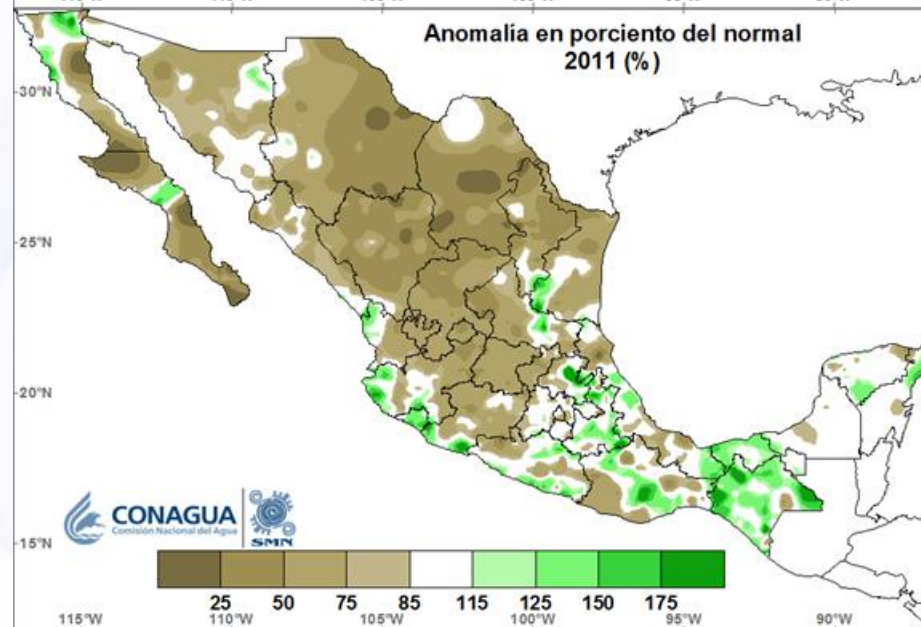 Anomalía en porciento del normal
2011 (%)
30°N
25°N
20°N
15°N
CONAGUA
Comisión Nacional del Agua
SMN
25 50 75 85 115 125 150 175
115°W 110°W 105°W 100°W 95°W 90°W